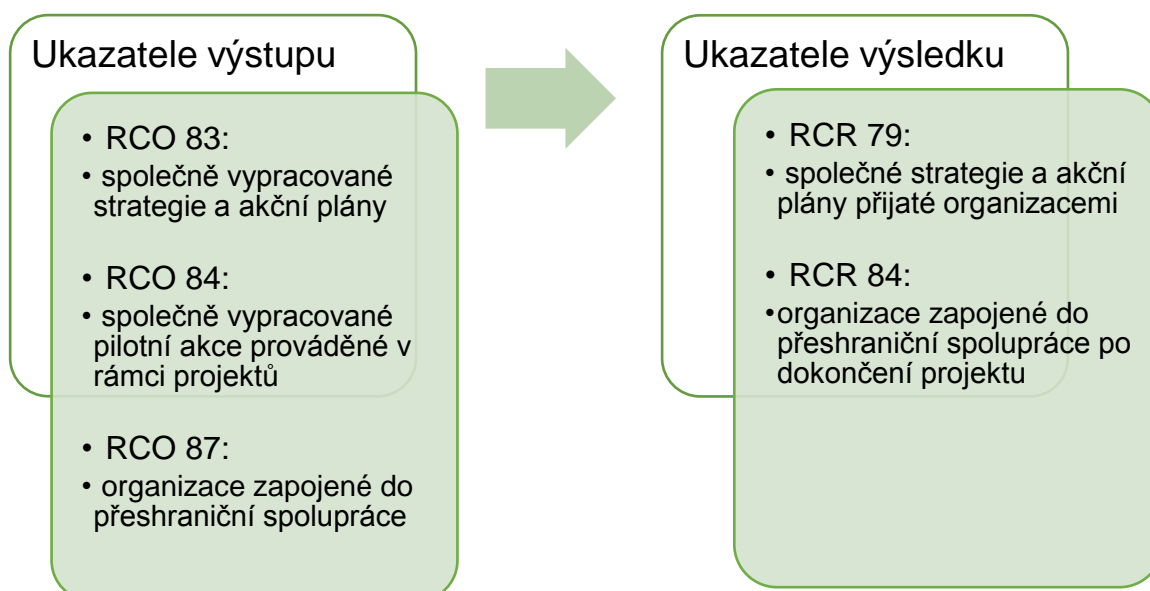 Ukazatele výstupu
• RCO 83:
• společně vypracované
strategie a akční plány
• RCO 84:
• společně vypracované
pilotní akce prováděné v
rámci projektů
• RCO 87:
• organizace zapojené do
přeshraniční spolupráce
Ukazatele výsledku
• RCR 79:
• společné strategie a akční
plány přijaté organizacemi
• RCR 84:
•organizace zapojené do
přeshraniční spolupráce po
dokončení projektu